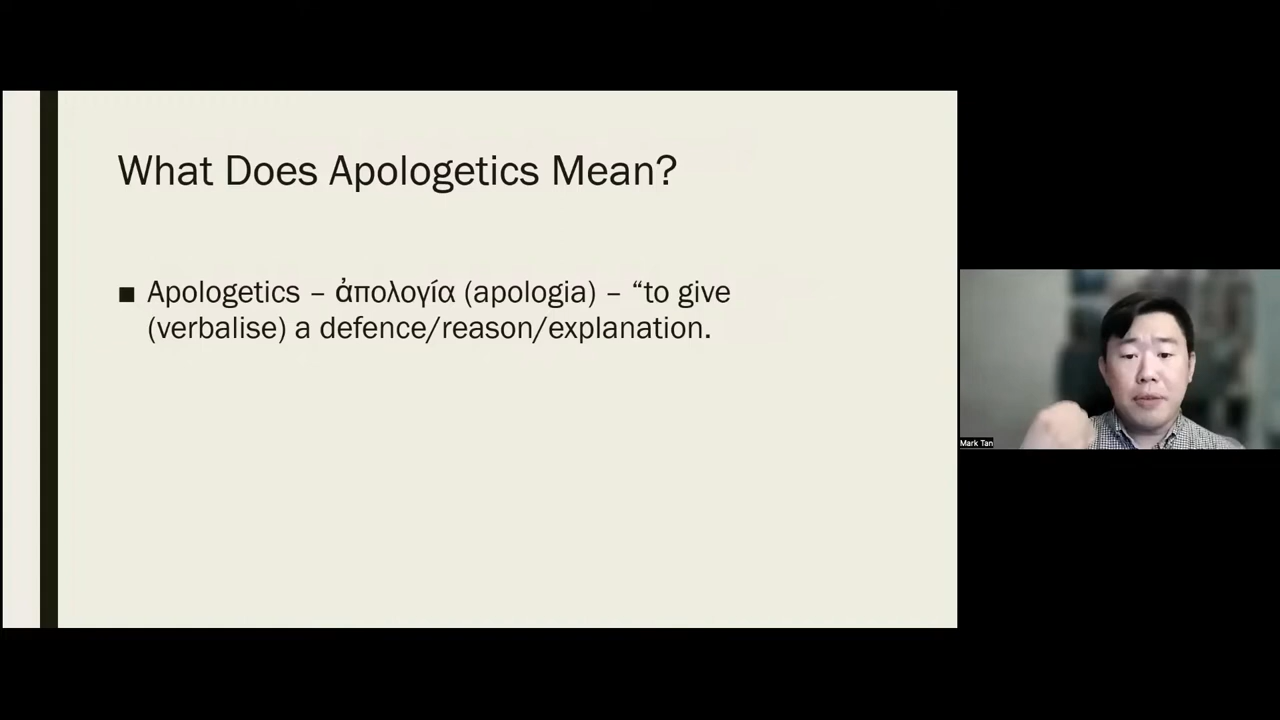 What Does Apologetics Mean?
■ Apologetics – ἀπολογία (apologia) – “to give
(verbalise) a defence/reason/explanation.
Mark Tan